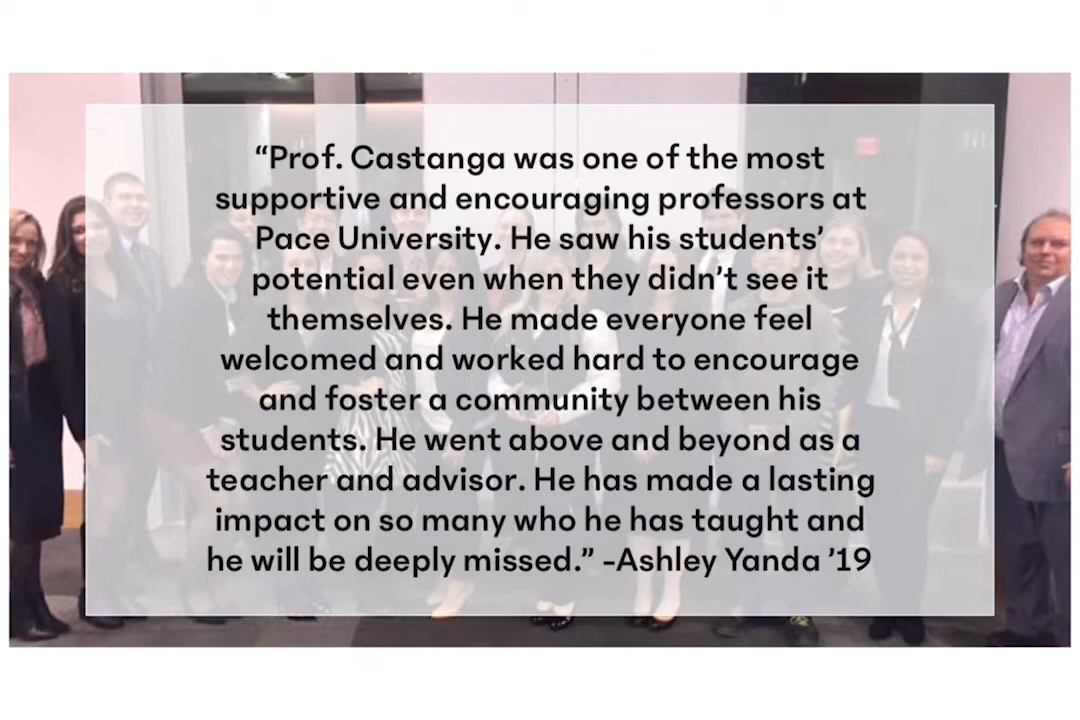 “Prof. Castanga was one of the most
supportive and encouraging professors at
Pace University. He saw his students’
potential even when they didn’t see it
themselves. He made everyone feel
welcomed and worked hard to encourage
and foster a community between his
students. He went above and beyond as a
teacher and advisor. He has made a lasting
impact on so many who he has taught and
he will be deeply missed.” -Ashley Yanda ’19